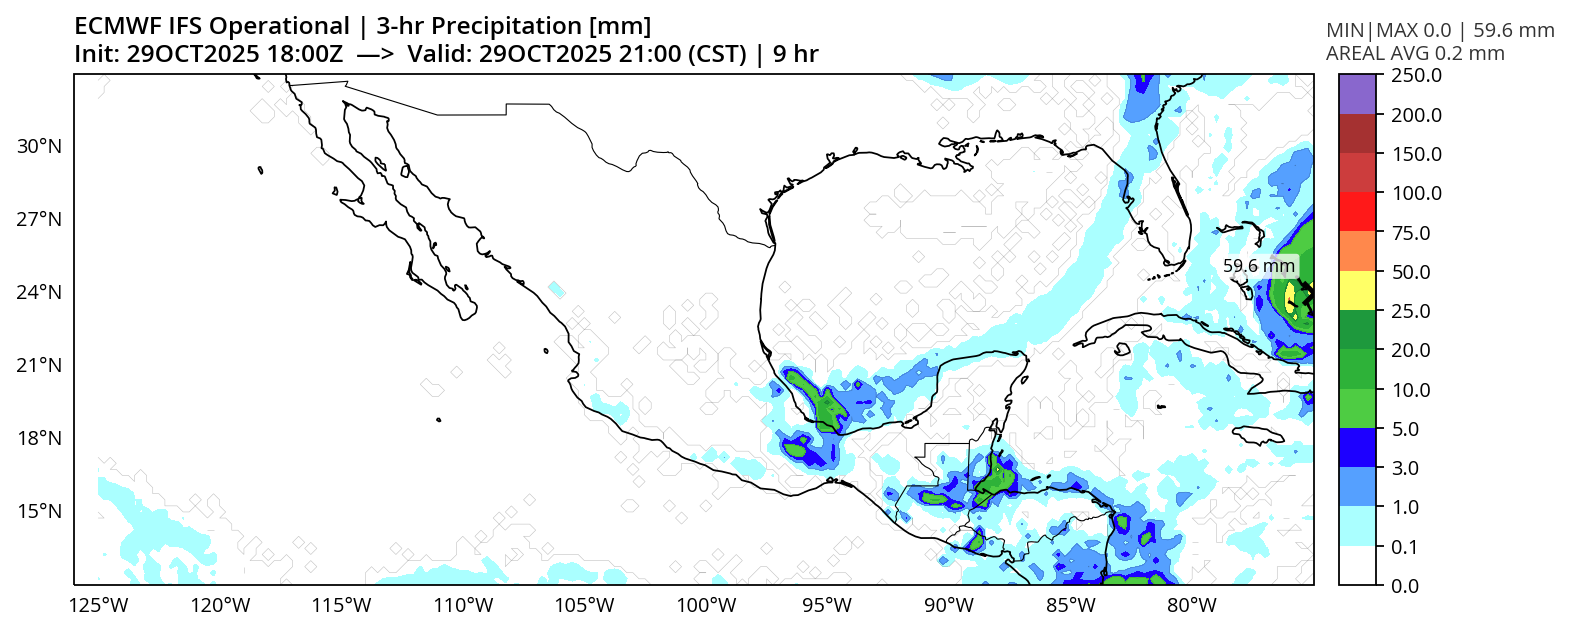 ECMWF IFS Operational | 3-hr Precipitation [mm]
Init: 29OCT2025 18:00Z —> Valid: 29OCT2025 21:00 (CST) | 9 hr
MIN|MAX 0.0 | 59.6 mm
AREAL AVG 0.2 mm
250.0
200.0
150.0
100.0
75.0
50.0
25.0
20.0
10.0
5.0
3.0
1.0
0.1
0.0
30°N
27°N
24°N
21°N
18°N
15°N
59.6 mm
125°W 120°W 115°W 110°W 105°W 100°W 95°W 90°W 85°W 80°W